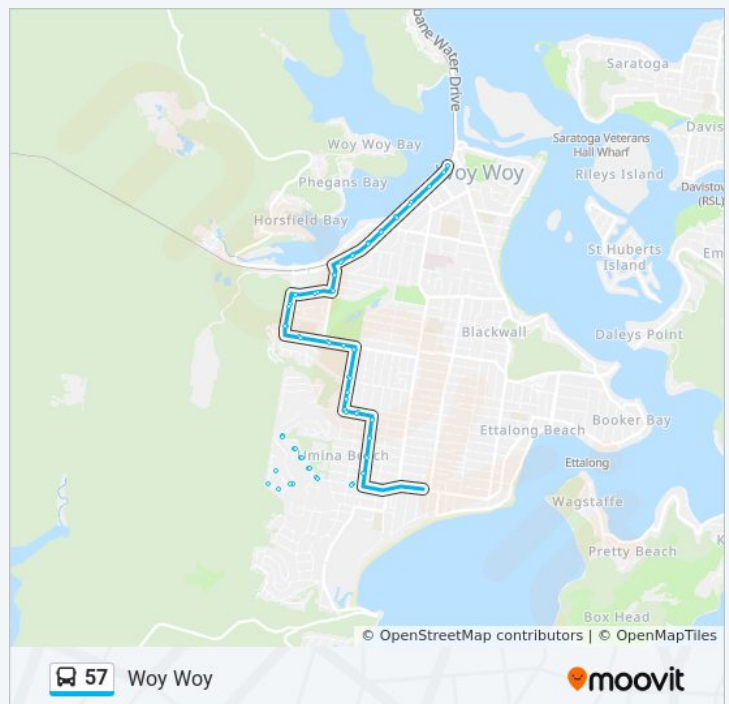 bane Water Drive
Saratoga
Davis
Saratoga Veterans
Hall Wharf
Woy Woy Bay
Woy Woy
Rileys Island
Phegans Bay
Davistow
(RSL)
Horsfield Bay
St Huberts
Island
Em
Blackwall
Daleys Point
Booker Bay
Ettalong Beach
Umina Beach
Ettalong
Wagstaffe
Pretty Beach
K
Box Head
© OpenStreetMap contributors | © OpenMapTiles
57 Woy Woy
moovit